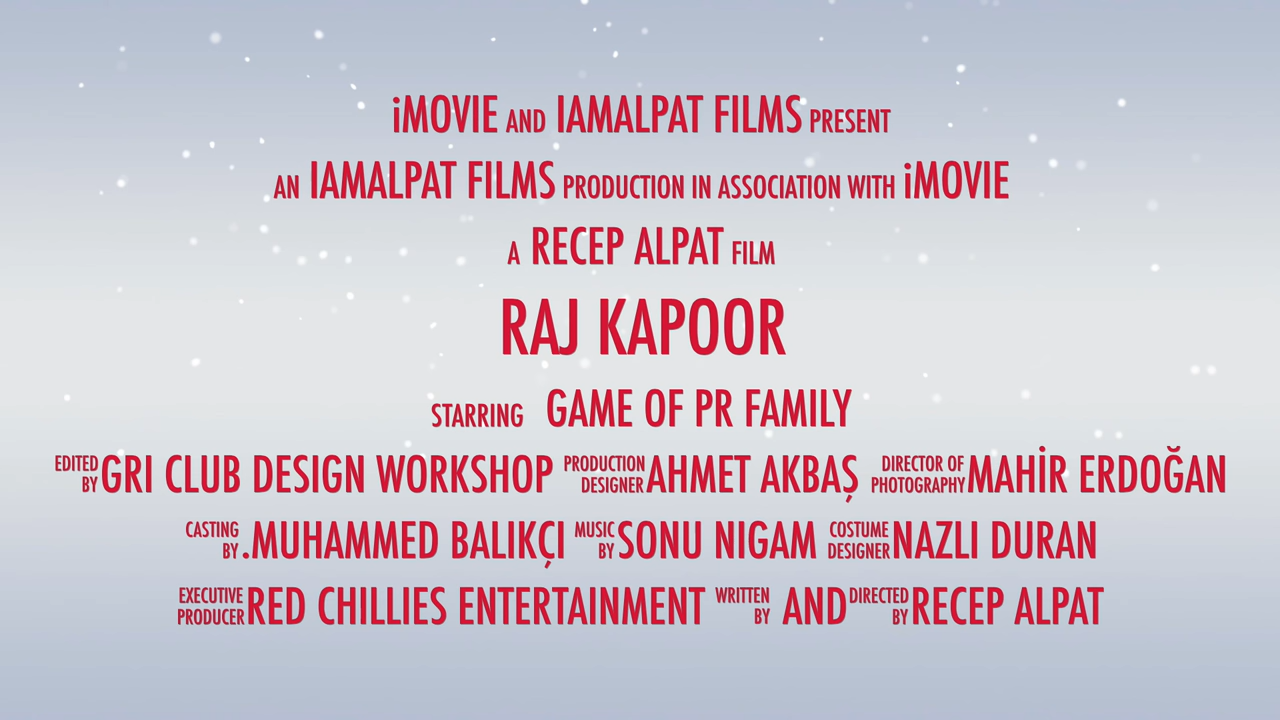 iMOVIE AND IAMALPAT FILMS PRESENT
AN IAMALPAT FILMS PRODUCTION IN ASSOCIATION WITH iMOVIE
A RECEP ALPAT FILM
RAJ KAPOOR
STARRING GAME OF PR FAMILY
EDITED BY GRI CLUB DESIGN WORKSHOP PRODUCTION DESIGNER AHMET AKBAŞ DIRECTOR OF PHOTOGRAPHY MAHİR ERDOĞAN
CASTING BY .MUHAMMED BALIKÇI MUSIC BY SONU NIGAM COSTUME DESIGNER NAZLI DURAN
EXECUTIVE PRODUCER RED CHILLIES ENTERTAINMENT WRITTEN BY AND DIRECTED BY RECEP ALPAT